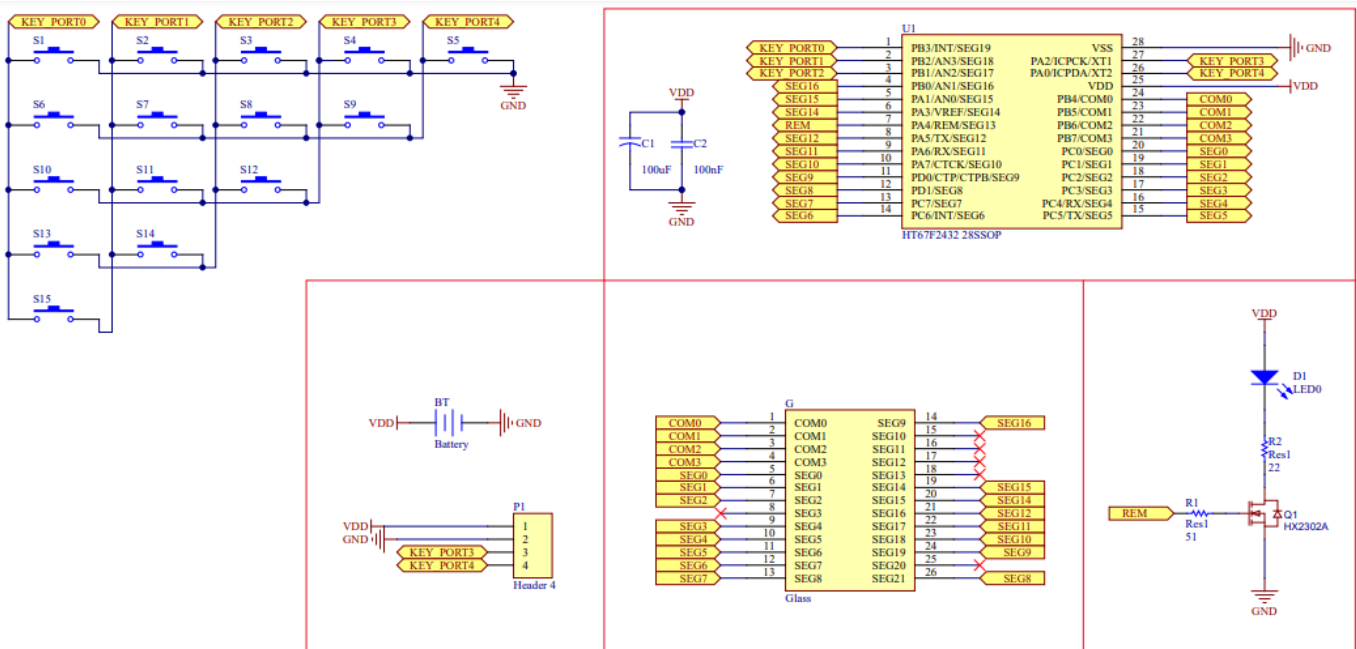 KEY PORT0 KEY PORT1 KEY PORT2 KEY PORT3 KEY PORT4
S1 S2 S3 S4 S5
GND
S6 S7 S8 S9
S10 S11 S12
S13 S14
S15
VDD
C1 C2
100uF 100nF
GND
U1
KEY PORT0 1 PB3/INT/SEG19 VSS 28 GND
KEY PORT1 2 PB2/AN3/SEG18 PA2/ICPCK/XT1 27 KEY PORT3
KEY PORT2 3 PB1/AN2/SEG17 PA0/ICPDA/XT2 26 KEY PORT4
SEG16 4 PB0/AN1/SEG16 VDD 25 VDD
SEG15 5 PA1/AN0/SEG15 PB4/COM0 24 COM0
SEG14 6 PA3/VREF/SEG14 PB5/COM1 23 COM1
REM 7 PA4/REM/SEG13 PB6/COM2 22 COM2
SEG12 8 PA5/TX/SEG12 PB7/COM3 21 COM3
SEG11 9 PA6/RX/SEG11 PC0/SEG0 20 SEG0
SEG10 10 PA7/CTCK/SEG10 PC1/SEG1 19 SEG1
SEG9 11 PD0/CTP/CTPB/SEG9 PC2/SEG2 18 SEG2
SEG8 12 PD1/SEG8 PC3/SEG3 17 SEG3
SEG7 13 PC7/SEG7 PC4/RX/SEG4 16 SEG4
SEG6 14 PC6/INT/SEG6 PC5/TX/SEG5 15 SEG5
HT67F2432 28SSOP
BT
VDD GND
Battery
P1
VDD 1
GND 2
KEY PORT3 3
KEY PORT4 4
Header 4
G
COM0 1 COM0 SEG9 14 SEG16
COM1 2 COM1 SEG10 15
COM2 3 COM2 SEG11 16
COM3 4 COM3 SEG12 17
SEG0 5 SEG0 SEG13 18
SEG1 6 SEG1 SEG14 19 SEG15
SEG2 7 SEG2 SEG15 20 SEG14
8 SEG3 SEG16 21 SEG12
SEG3 9 SEG4 SEG17 22 SEG11
SEG4 10 SEG5 SEG18 23 SEG10
SEG5 11 SEG6 SEG19 24 SEG9
SEG6 12 SEG7 SEG20 25
SEG7 13 SEG8 SEG21 26 SEG8
Glass
VDD
D1
LED0
R2
Res1
22
REM
R1
Res1
51
Q1
HX2302A
GND